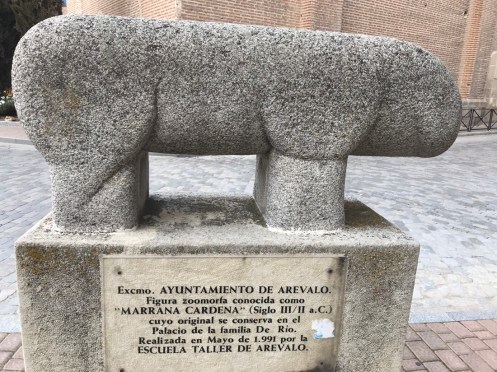 Excmo. AYUNTAMIENTO DE AREVALO.
Figura zoomorfa conocida como
"MARRANA CARDENA" (Siglo III/II a.C.)
cuyo original se conserva en el
Palacio de la familia De Rio.
Realizada en Mayo de 1.991 por la
ESCUELA TALLER DE AREVALO.